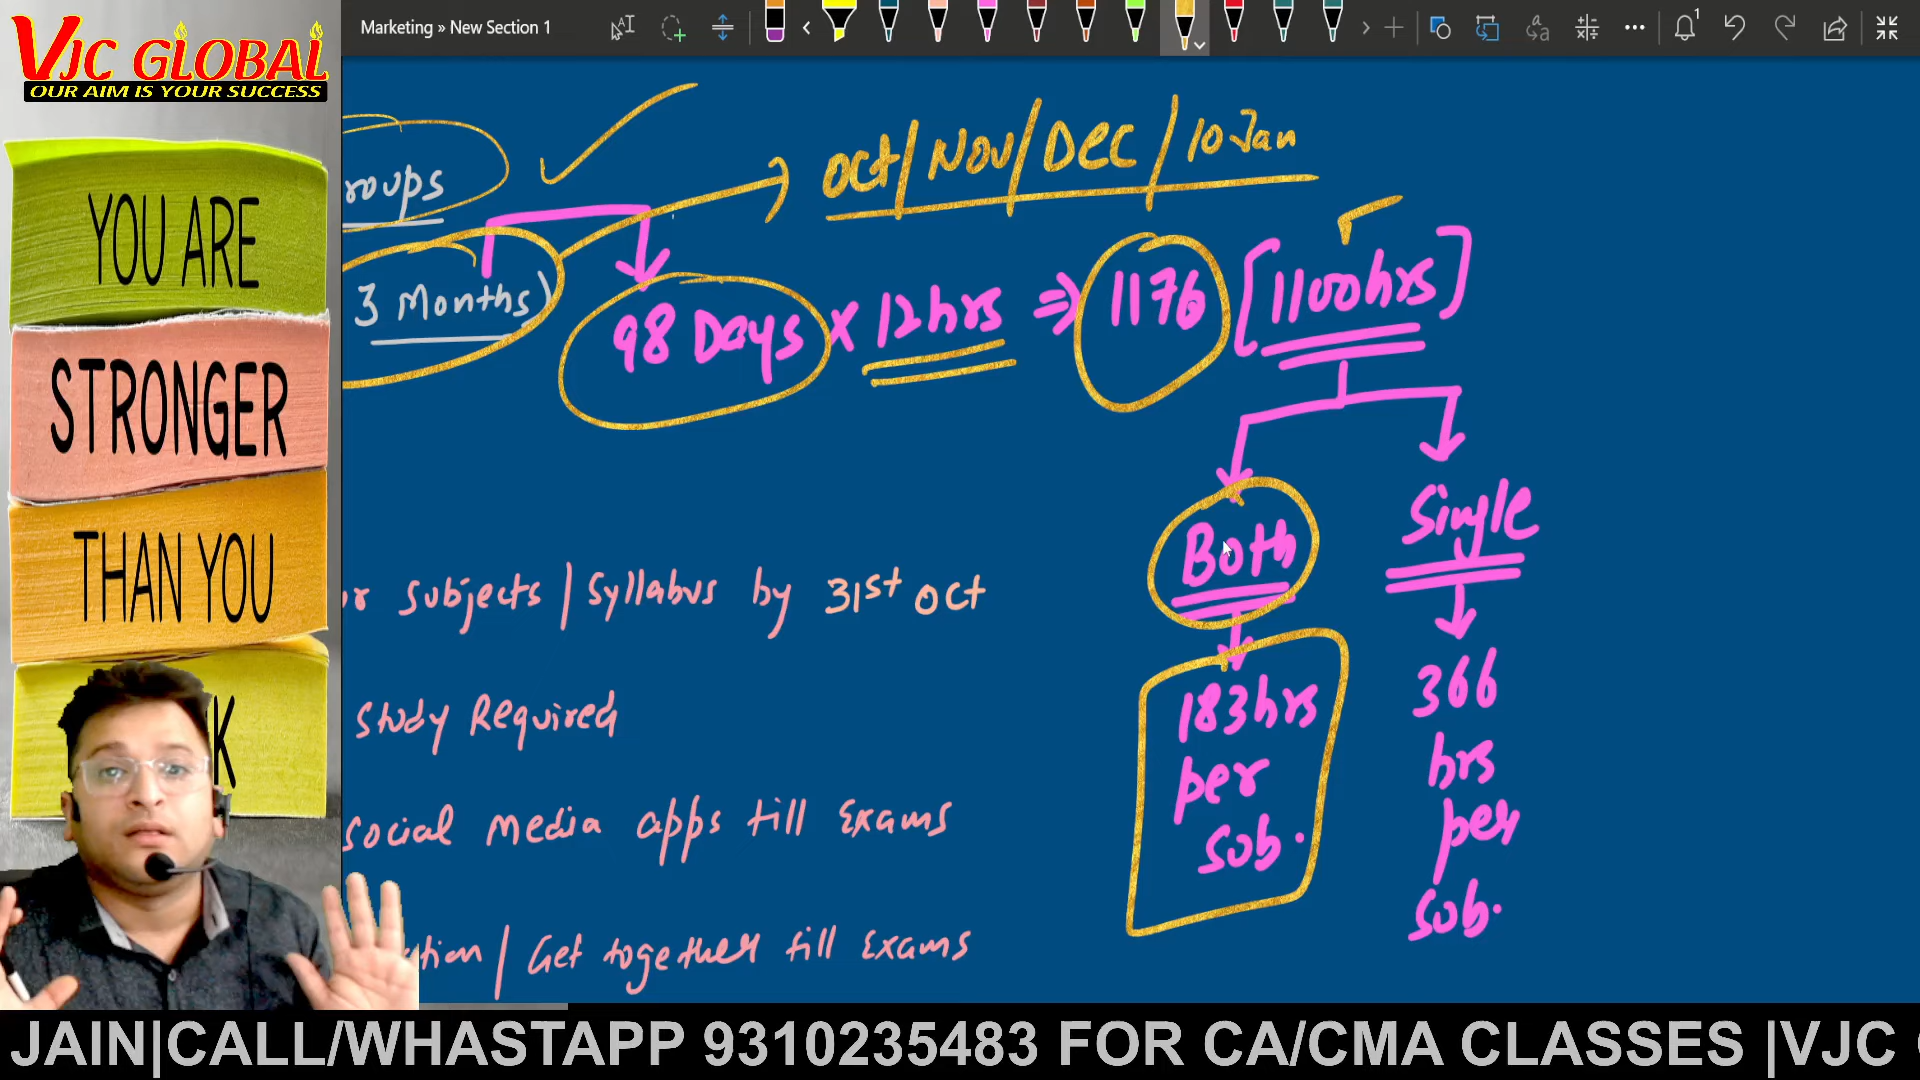 VJC GLOBAL
OUR AIM IS YOUR SUCCESS
Marketing » New Section 1
YOU ARE
STRONGER
THAN YOU
K
roups
Oct/Nov/Dec/10 Jan
3 Months)
98 Days x 12hrs ⇒ 1176 [1100hrs]
Both
Single
or Subjects | Syllabus by 31st Oct
183hrs
per
sub.
366
hrs
per
sub.
Study Required
social media apps till Exams
ction / Get together till Exams
JAIN|CALL/WHASTAPP 9310235483 FOR CA/CMA CLASSES |VJC